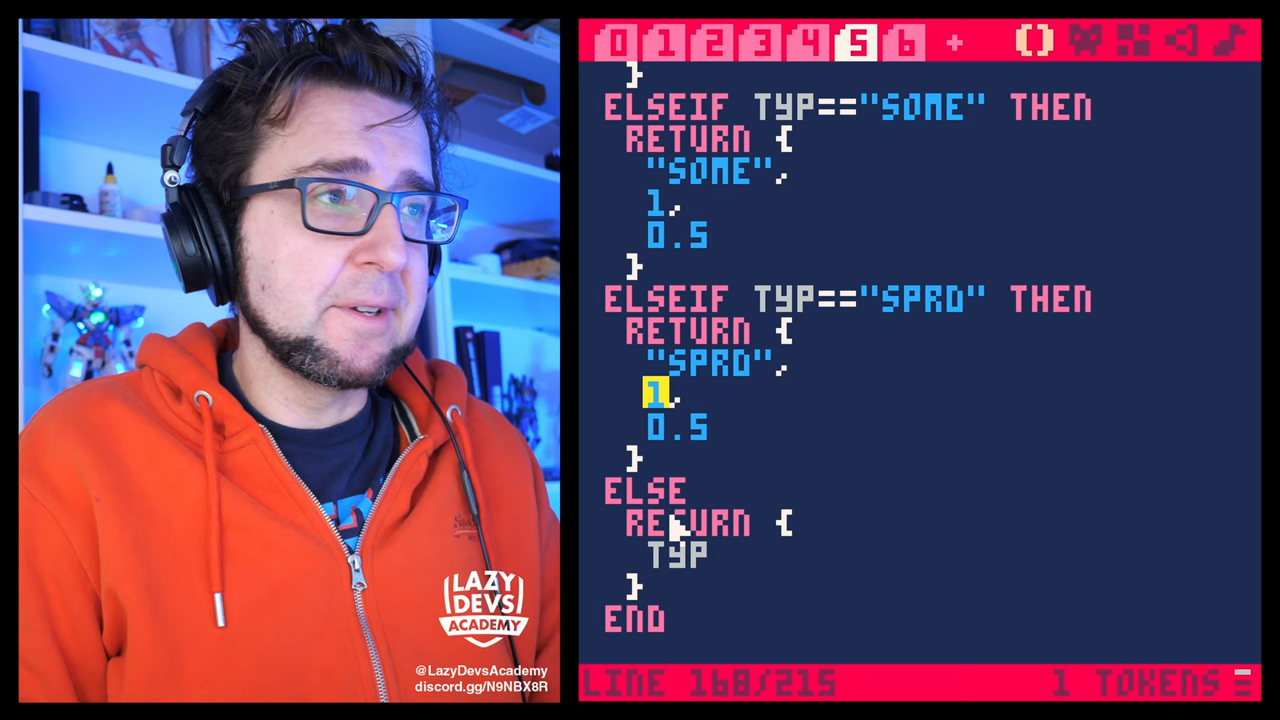 LAZY
DEVS
ACADEMY
@LazyDevsAcademy
discord.gg/N9NBX8R
0 1 2 3 4 5 6 +
}
ELSEIF TYP=="SOME" THEN
RETURN {
"SOME",
1,
0.5
}
ELSEIF TYP=="SPRD" THEN
RETURN {
"SPRD",
1,
0.5
}
ELSE
RETURN {
TYP
}
END
LINE 168/215 1 TOKENS